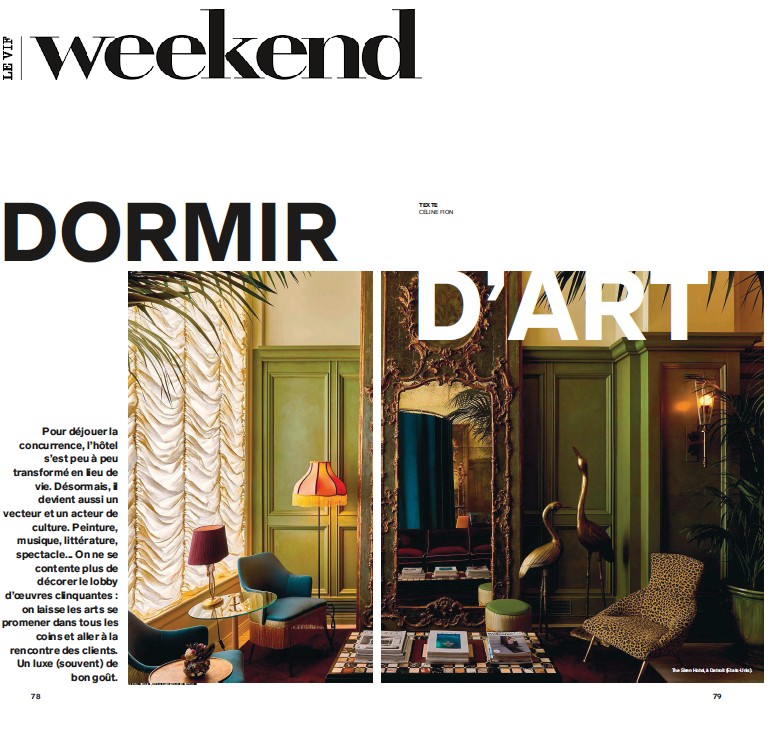 LE VIF
weekend
DORMIR
TEXTE
CÉLINE FION
D'ART
Pour déjouer la
concurrence, l'hôtel
s'est peu à peu
transformé en lieu de
vie. Désormais, il
devient aussi un
vecteur et un acteur de
culture. Peinture,
musique, littérature,
spectacle... On ne se
contente plus de
décorer le lobby
d'œuvres clinquantes :
on laisse les arts se
promener dans tous les
coins et aller à la
rencontre des clients.
Un luxe (souvent) de
bon goût.
The Siren Hotel, à Detroit (Etats-Unis).
78
79